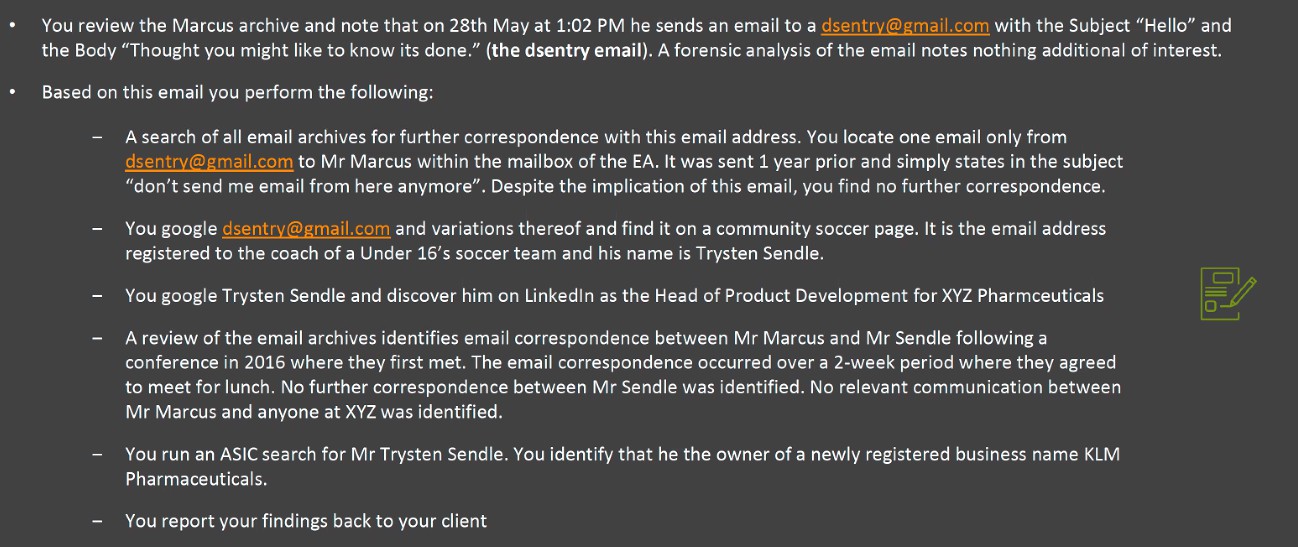 • You review the Marcus archive and note that on 28th May at 1:02 PM he sends an email to a dsentry@gmail.com with the Subject “Hello” and
the Body “Thought you might like to know its done.” (the dsentry email). A forensic analysis of the email notes nothing additional of interest.
• Based on this email you perform the following:
– A search of all email archives for further correspondence with this email address. You locate one email only from
dsentry@gmail.com to Mr Marcus within the mailbox of the EA. It was sent 1 year prior and simply states in the subject
“don’t send me email from here anymore”. Despite the implication of this email, you find no further correspondence.
– You google dsentry@gmail.com and variations thereof and find it on a community soccer page. It is the email address
registered to the coach of a Under 16’s soccer team and his name is Trysten Sendle.
– You google Trysten Sendle and discover him on LinkedIn as the Head of Product Development for XYZ Pharmceuticals
– A review of the email archives identifies email correspondence between Mr Marcus and Mr Sendle following a
conference in 2016 where they first met. The email correspondence occurred over a 2-week period where they agreed
to meet for lunch. No further correspondence between Mr Sendle was identified. No relevant communication between
Mr Marcus and anyone at XYZ was identified.
– You run an ASIC search for Mr Trysten Sendle. You identify that he the owner of a newly registered business name KLM
Pharmaceuticals.
– You report your findings back to your client